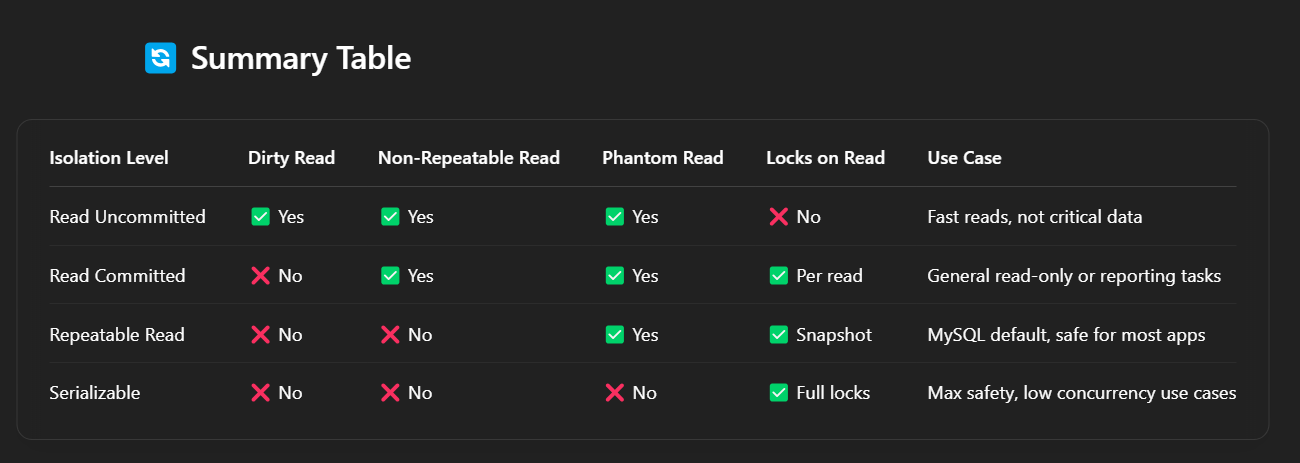 🔄 Summary Table
Isolation Level Dirty Read Non-Repeatable Read Phantom Read Locks on Read Use Case
Read Uncommitted ✅ Yes ✅ Yes ✅ Yes ❌ No Fast reads, not critical data
Read Committed ❌ No ✅ Yes ✅ Yes ✅ Per read General read-only or reporting tasks
Repeatable Read ❌ No ❌ No ✅ Yes ✅ Snapshot MySQL default, safe for most apps
Serializable ❌ No ❌ No ❌ No ✅ Full locks Max safety, low concurrency use cases